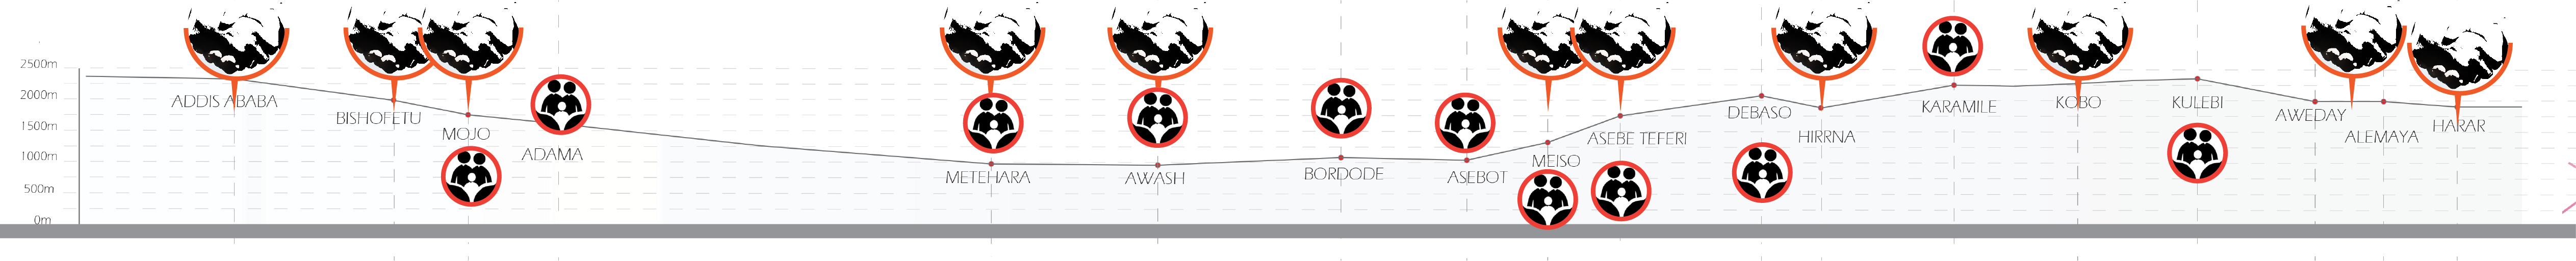 2500m
2000m
1500m
1000m
500m
0m
ADDIS ABABA
BISHOFETU
MOJO
ADAMA
METEHARA
AWASH
BORDODE
ASEBOT
MEISO
ASEBE TEFERI
DEBASO
HIRRNA
KARAMILE
KOBO
KULEBI
AWEDAY
ALEMAYA
HARAR